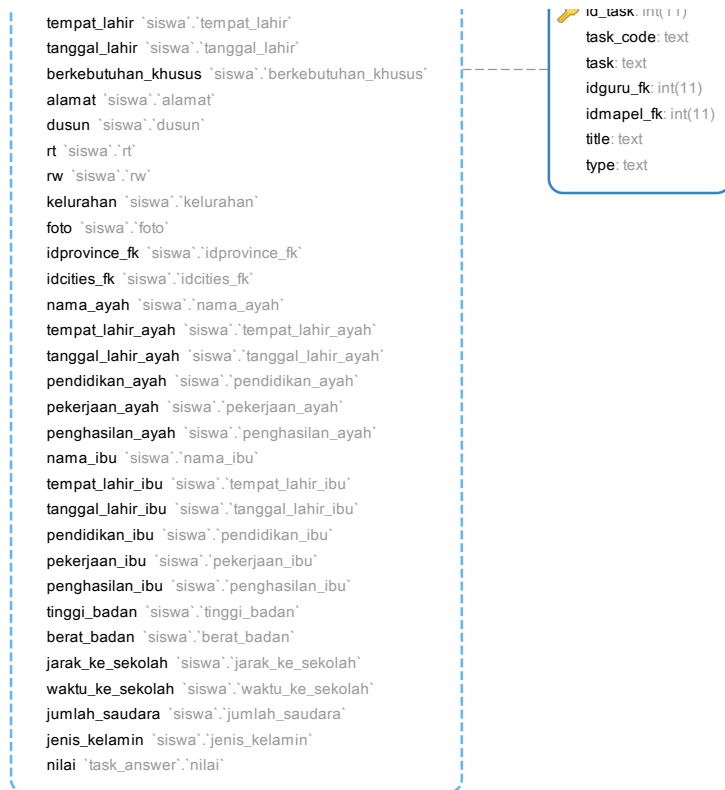 tempat_lahir `siswa`.`tempat_lahir`
tanggal_lahir `siswa`.`tanggal_lahir`
berkebutuhan_khusus `siswa`.`berkebutuhan_khusus`
alamat `siswa`.`alamat`
dusun `siswa`.`dusun`
rt `siswa`.`rt`
rw `siswa`.`rw`
kelurahan `siswa`.`kelurahan`
foto `siswa`.`foto`
idprovince_fk `siswa`.`idprovince_fk`
idcities_fk `siswa`.`idcities_fk`
nama_ayah `siswa`.`nama_ayah`
tempat_lahir_ayah `siswa`.`tempat_lahir_ayah`
tanggal_lahir_ayah `siswa`.`tanggal_lahir_ayah`
pendidikan_ayah `siswa`.`pendidikan_ayah`
pekerjaan_ayah `siswa`.`pekerjaan_ayah`
penghasilan_ayah `siswa`.`penghasilan_ayah`
nama_ibu `siswa`.`nama_ibu`
tempat_lahir_ibu `siswa`.`tempat_lahir_ibu`
tanggal_lahir_ibu `siswa`.`tanggal_lahir_ibu`
pendidikan_ibu `siswa`.`pendidikan_ibu`
pekerjaan_ibu `siswa`.`pekerjaan_ibu`
penghasilan_ibu `siswa`.`penghasilan_ibu`
tinggi_badan `siswa`.`tinggi_badan`
berat_badan `siswa`.`berat_badan`
jarak_ke_sekolah `siswa`.`jarak_ke_sekolah`
waktu_ke_sekolah `siswa`.`waktu_ke_sekolah`
jumlah_saudara `siswa`.`jumlah_saudara`
jenis_kelamin `siswa`.`jenis_kelamin`
nilai `task_answer`.`nilai`
id_task: int(11)
task_code: text
task: text
idguru_fk: int(11)
idmapel_fk: int(11)
title: text
type: text